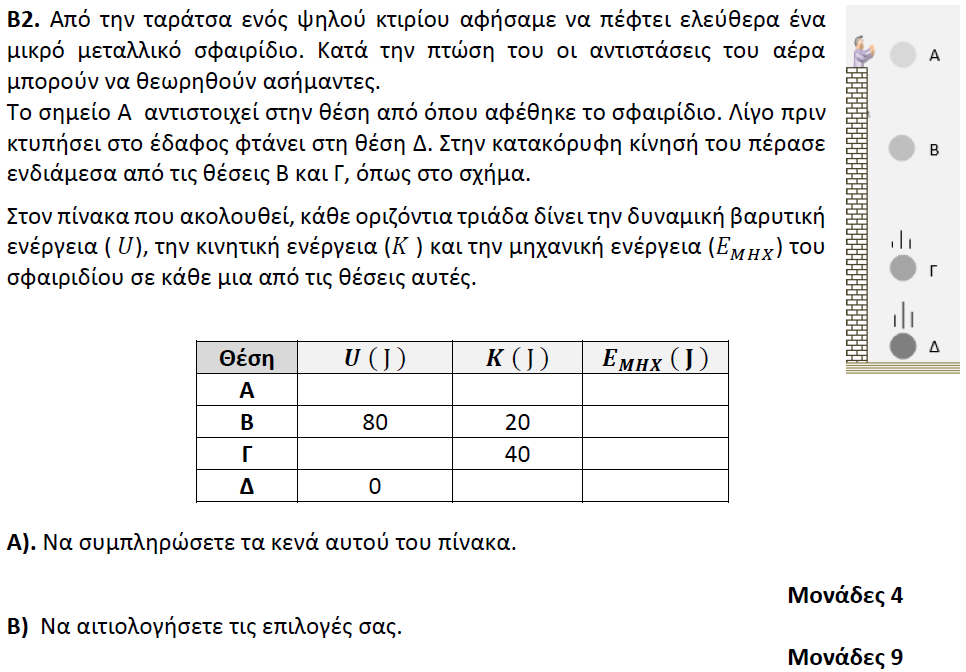 Β2. Από την ταράτσα ενός ψηλού κτιρίου αφήσαμε να πέφτει ελεύθερα ένα
μικρό μεταλλικό σφαιρίδιο. Κατά την πτώση του οι αντιστάσεις του αέρα
μπορούν να θεωρηθούν ασήμαντες.
Το σημείο Α αντιστοιχεί στην θέση από όπου αφέθηκε το σφαιρίδιο. Λίγο πριν
κτυπήσει στο έδαφος φτάνει στη θέση Δ. Στην κατακόρυφη κίνησή του πέρασε
ενδιάμεσα από τις θέσεις Β και Γ, όπως στο σχήμα.
Στον πίνακα που ακολουθεί, κάθε οριζόντια τριάδα δίνει την δυναμική βαρυτική
ενέργεια ( U), την κινητική ενέργεια (K ) και την μηχανική ενέργεια (E_ΜΗΧ) του
σφαιριδίου σε κάθε μια από τις θέσεις αυτές.
Α
Β
Γ
Δ
Θέση U ( J ) K ( J ) E_ΜΗΧ ( J )
Α
Β 80 20
Γ 40
Δ 0
Α). Να συμπληρώσετε τα κενά αυτού του πίνακα.
Μονάδες 4
Β) Να αιτιολογήσετε τις επιλογές σας.
Μονάδες 9